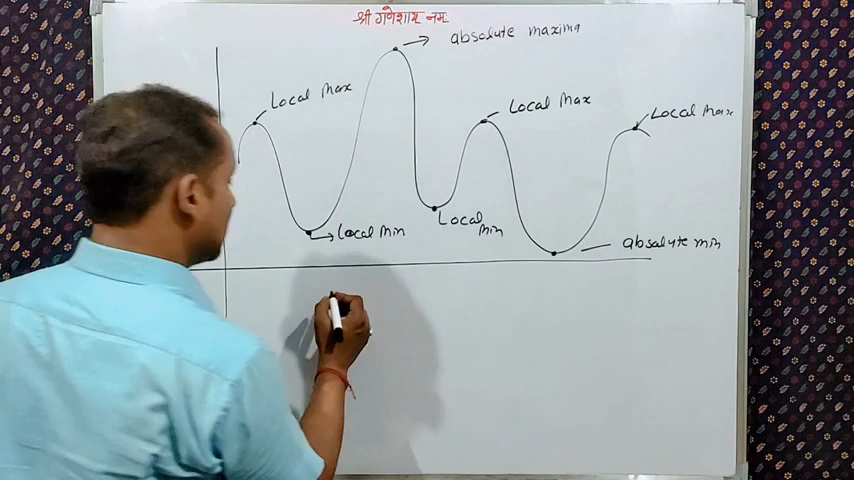 श्री गणेशाय नमः
absolute maxima
Local Max
Local Max
Local Max
Local Min
Local
Min
absolute min